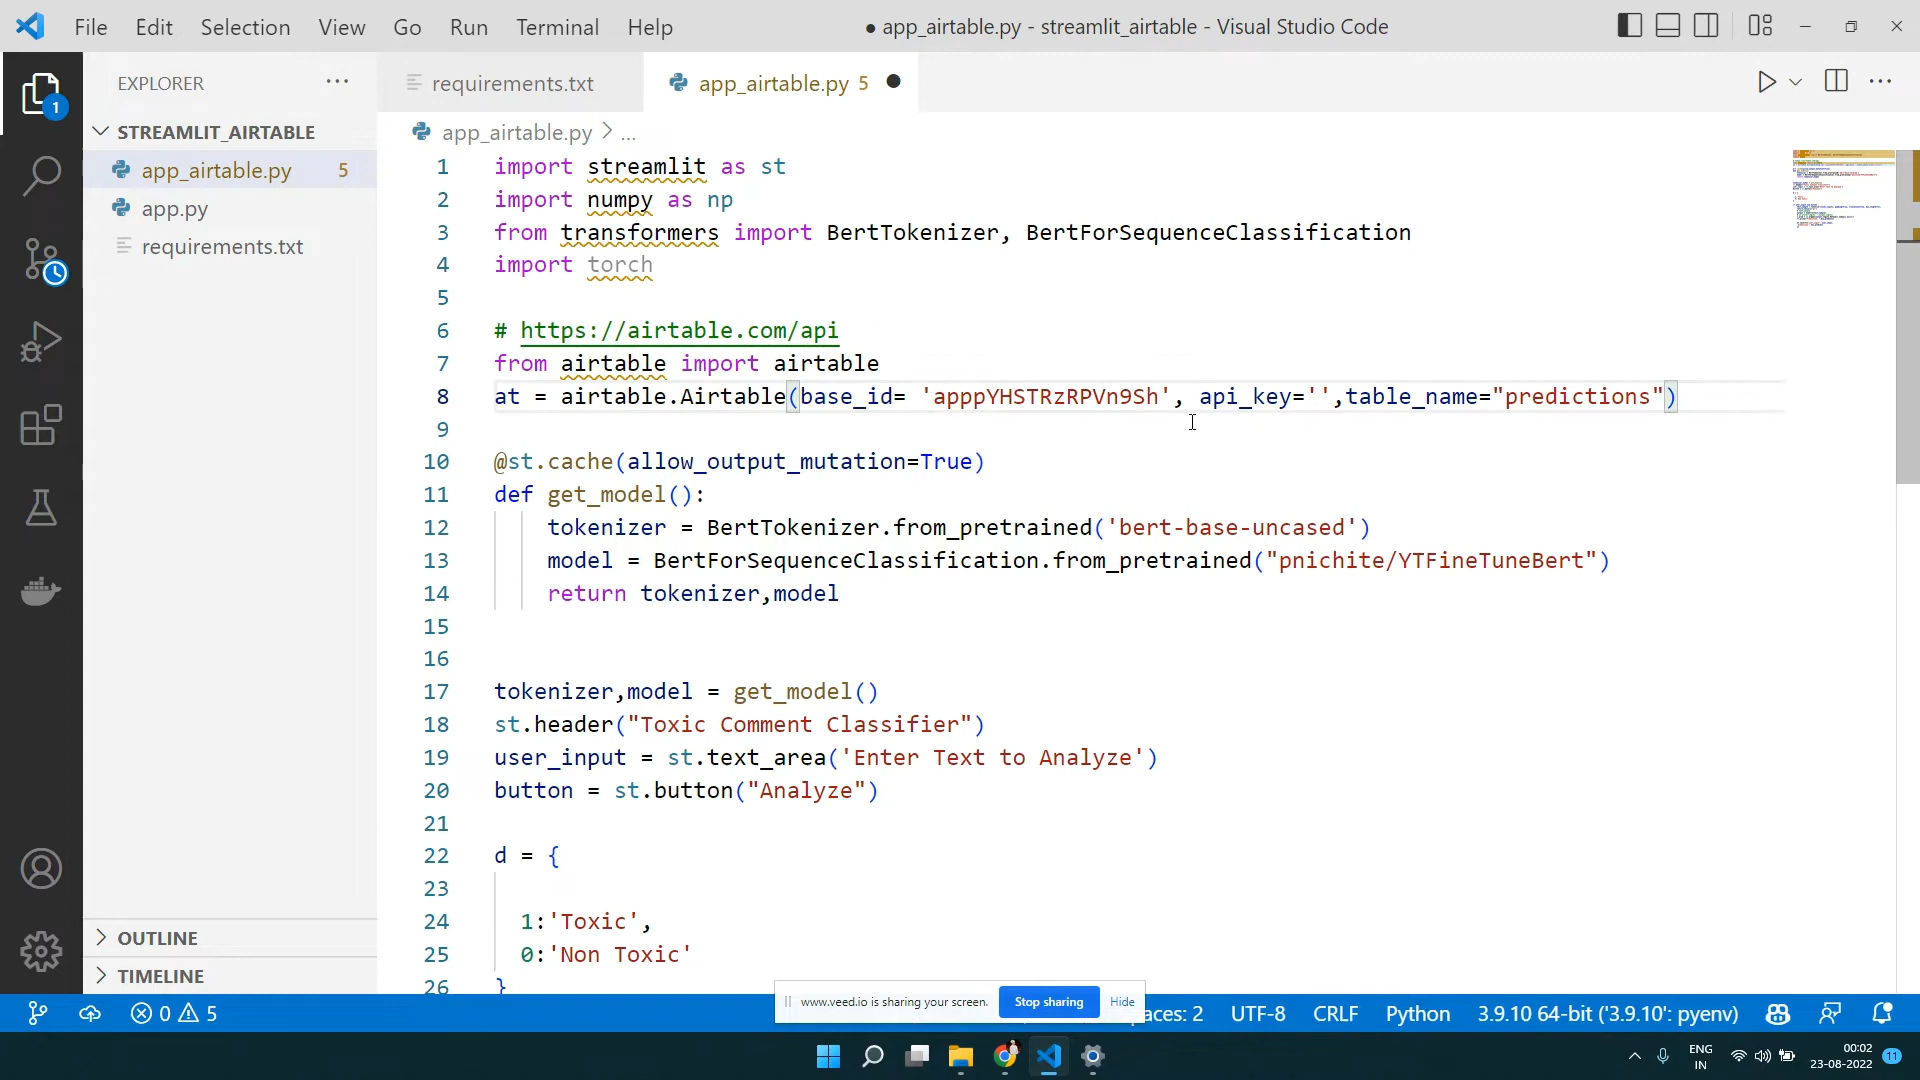 File Edit Selection View Go Run Terminal Help
● app_airtable.py - streamlit_airtable - Visual Studio Code
EXPLORER
STREAMLIT_AIRTABLE
app_airtable.py 5
app.py
requirements.txt
OUTLINE
TIMELINE
1
requirements.txt
app_airtable.py 5
app_airtable.py > ...
1 import streamlit as st
2 import numpy as np
3 from transformers import BertTokenizer, BertForSequenceClassification
4 import torch
5
6 # https://airtable.com/api
7 from airtable import airtable
8 at = airtable.Airtable(base_id= 'apppYHSTRzRPVn9Sh', api_key='',table_name="predictions")
9
10 @st.cache(allow_output_mutation=True)
11 def get_model():
12 tokenizer = BertTokenizer.from_pretrained('bert-base-uncased')
13 model = BertForSequenceClassification.from_pretrained("pnichite/YTFineTuneBert")
14 return tokenizer,model
15
16
17 tokenizer,model = get_model()
18 st.header("Toxic Comment Classifier")
19 user_input = st.text_area('Enter Text to Analyze')
20 button = st.button("Analyze")
21
22 d = {
23
24 1:'Toxic',
25 0:'Non Toxic'
26 }
www.veed.io is sharing your screen. Stop sharing Hide
0 5
paces: 2 UTF-8 CRLF Python 3.9.10 64-bit ('3.9.10': pyenv)
ENG
IN
00:02
23-08-2022
11